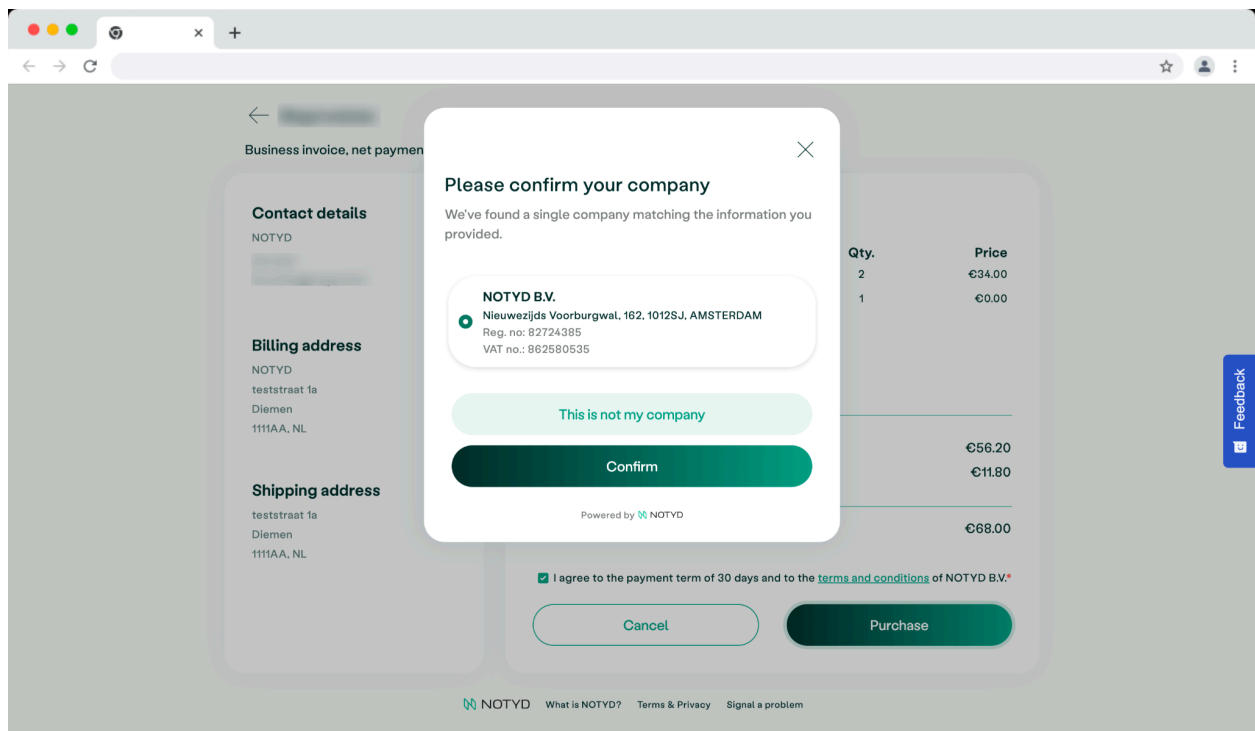 Business invoice, net paymen
Contact details
NOTYD
Billing address
NOTYD
teststraat 1a
Diemen
1111AA, NL
Shipping address
teststraat 1a
Diemen
1111AA, NL
Please confirm your company
We've found a single company matching the information you
provided.
NOTYD B.V.
Nieuwezijds Voorburgwal, 162, 1012SJ, AMSTERDAM
Reg. no: 82724385
VAT no.: 862580535
This is not my company
Confirm
Powered by NOTYD
Qty. Price
2 €34.00
1 €0.00
€56.20
€11.80
€68.00
I agree to the payment term of 30 days and to the terms and conditions of NOTYD B.V.*
Cancel Purchase
Feedback
NOTYD What is NOTYD? Terms & Privacy Signal a problem